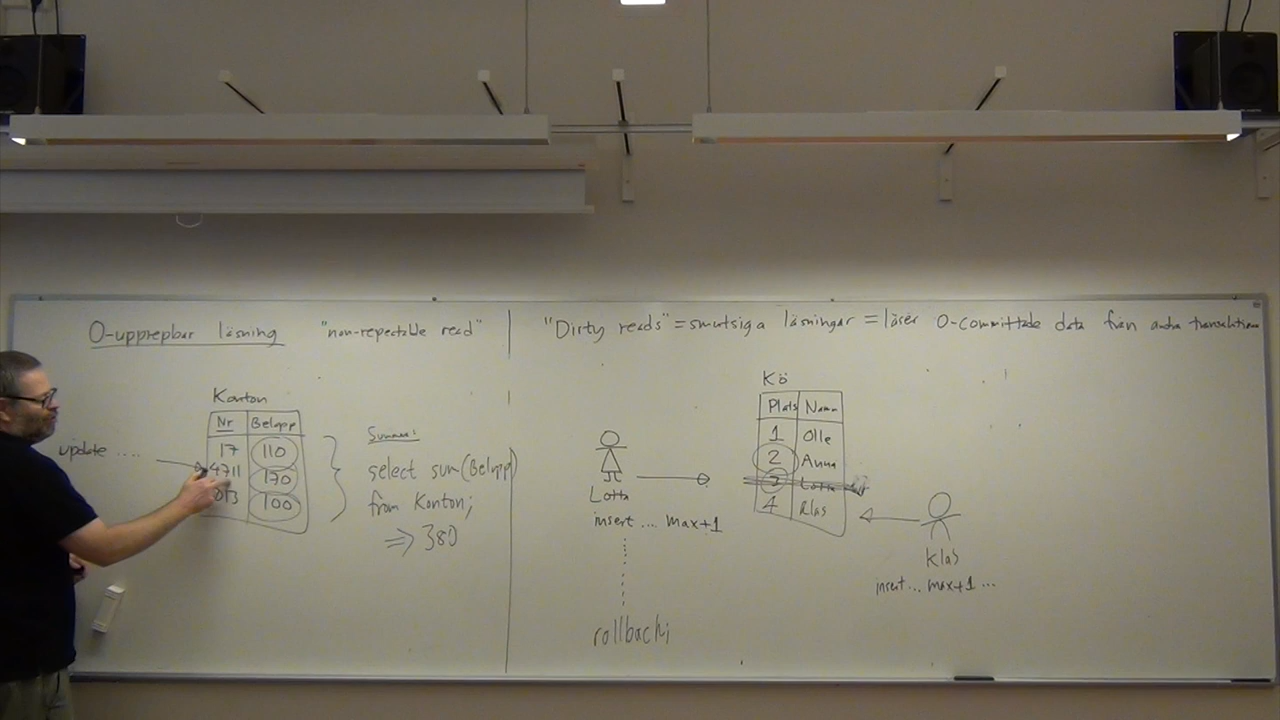 O-upprepbar läsning
"non-repeatable read"
Konton
Nr Belopp
17 110
4711 170
100
update ....
Summa:
select sum(Belopp)
from Konton;
=> 380
"Dirty reads" = smutsiga läsningar = läser O-committade data från andra transaktioner
Kö
Plats Namn
1 Olle
2 Anna
3 Lotta
4 Klas
Lotta
insert ... max+1
rollback;
Klas
insert ... max+1 ...